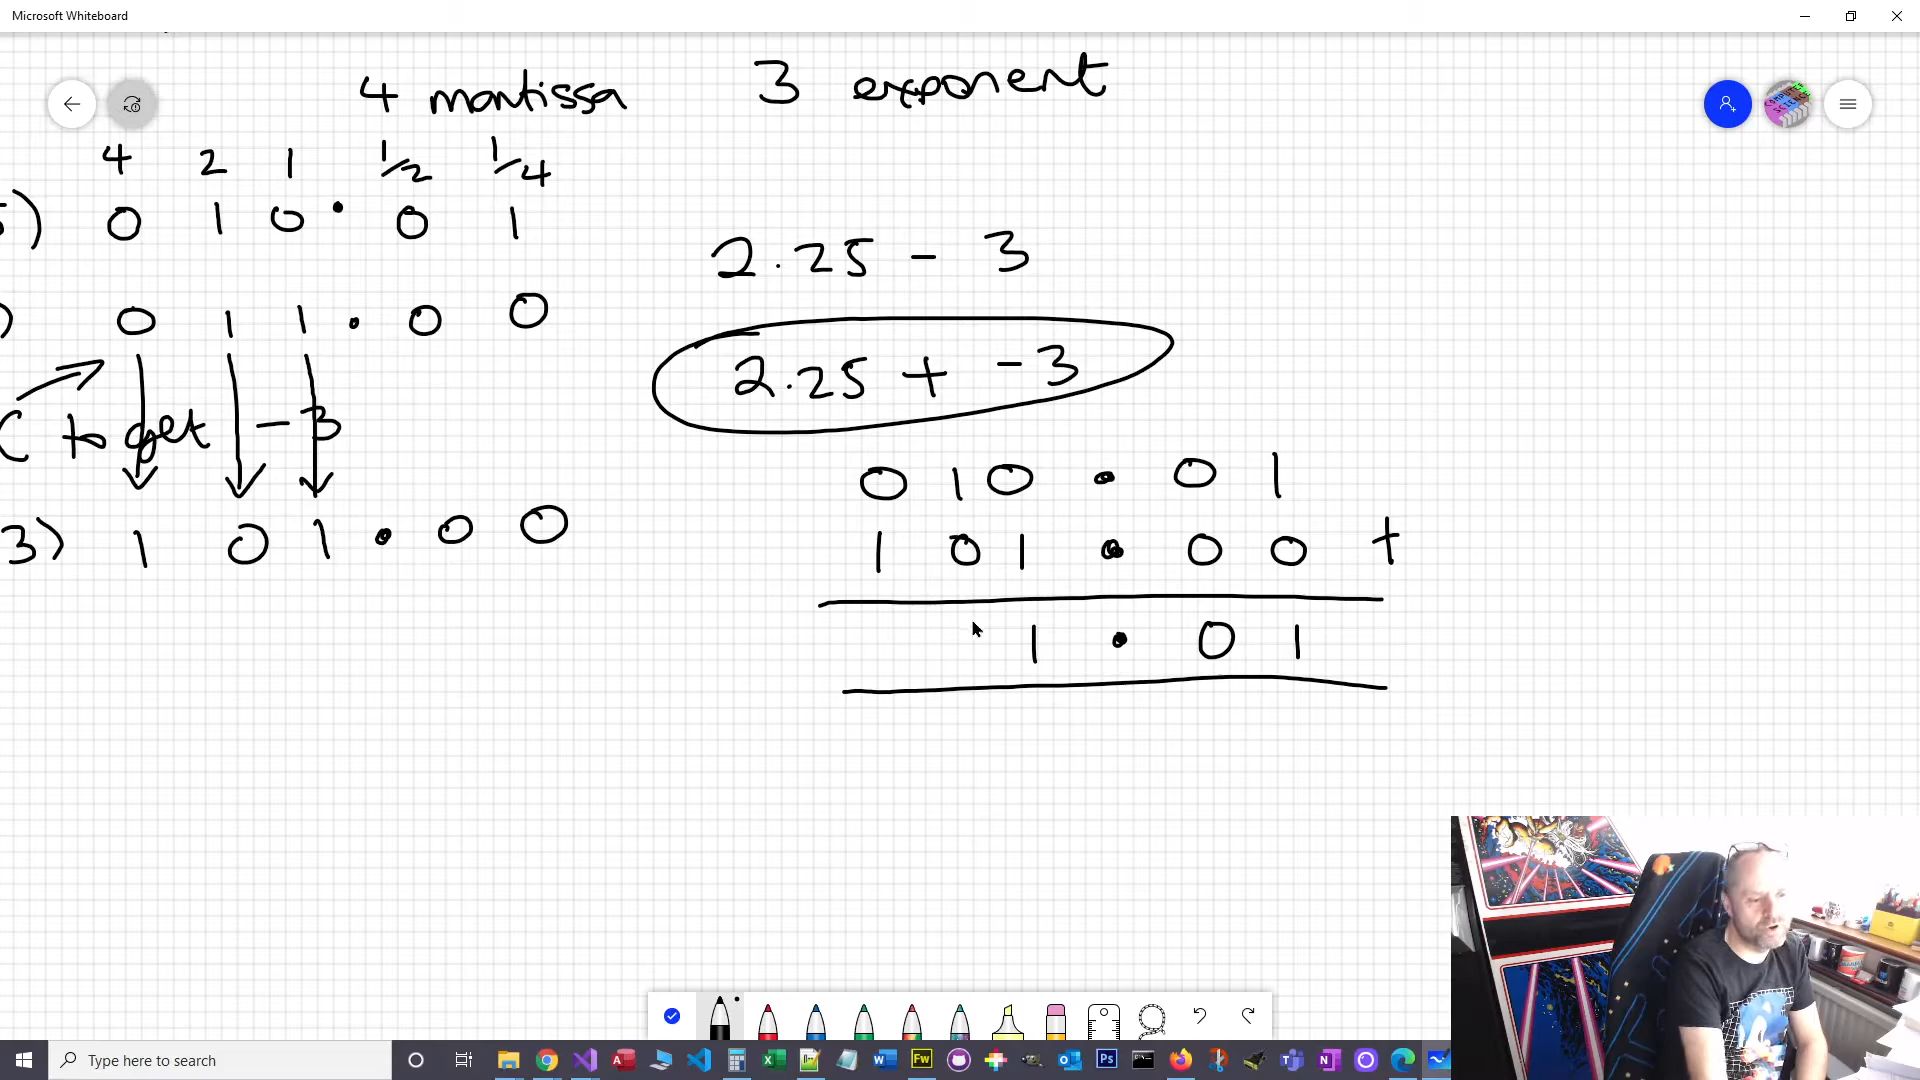 Microsoft Whiteboard
4 mantissa 3 exponent
4 2 1 1/2 1/4
5) 0 1 0 . 0 1
) 0 1 1 . 0 0
C to get -3
3) 1 0 1 . 0 0
2.25 - 3
2.25 + -3
0 1 0 . 0 1
1 0 1 . 0 0 +
1 . 0 1
Type here to search